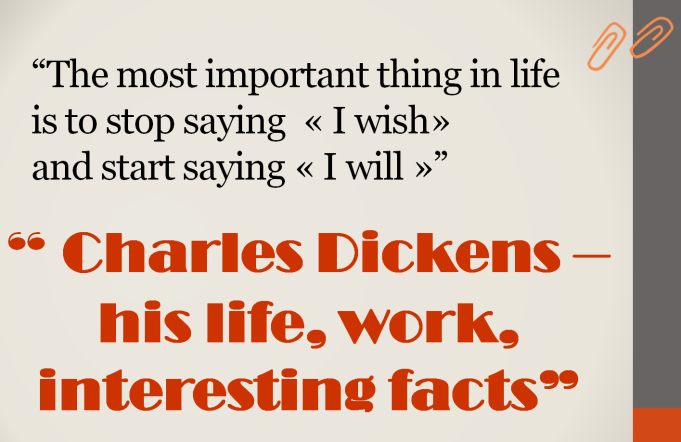 “The most important thing in life
is to stop saying « I wish»
and start saying « I will »”
“ Charles Dickens –
his life, work,
interesting facts”